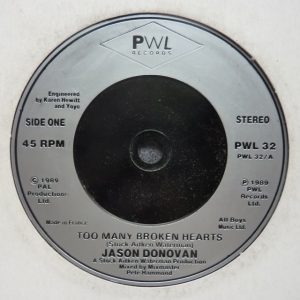 PWL
RECORDS
Engineered
by
Karen Hewitt
and
Yoyo
SIDE ONE
STEREO
45 RPM
PWL 32
PWL 32/A
© 1989
PAL
Productions
Ltd.
℗ 1989
PWL
Records
Ltd.
Made in France
All Boys
Music Ltd.
TOO MANY BROKEN HEARTS
(Stock Aitken Waterman)
JASON DONOVAN
A Stock Aitken Waterman Production
Mixed by Mixmaster
Pete Hammond